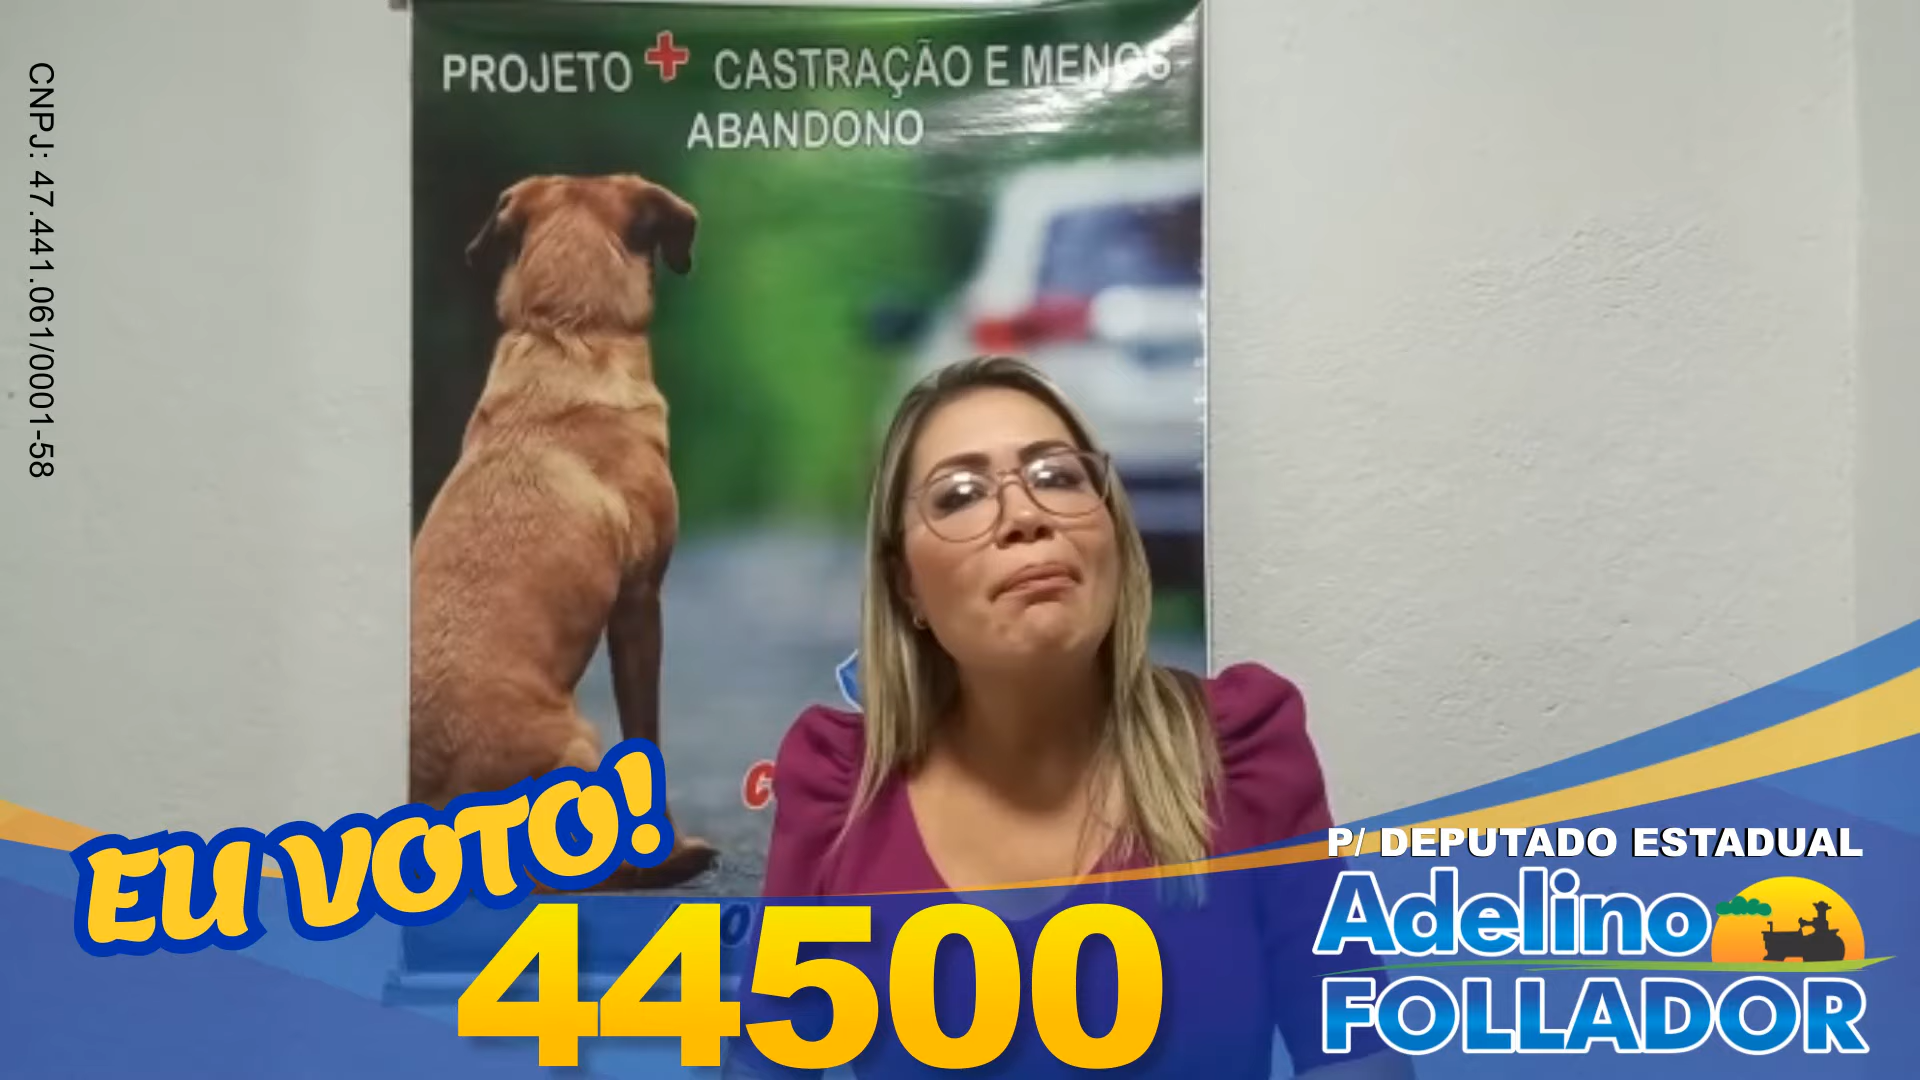 PROJETO + CASTRAÇÃO E MENOS
ABANDONO
CNPJ: 47.441.061/0001-58
EU VOTO!
44500
P/ DEPUTADO ESTADUAL
Adelino
FOLLADOR